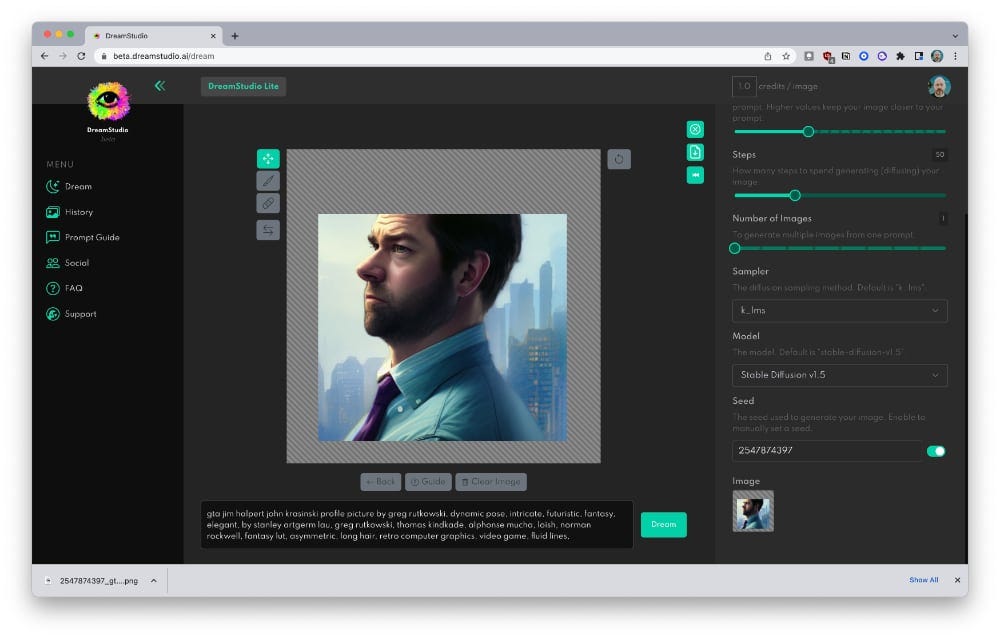 DreamStudio
beta.dreamstudio.ai/dream
DreamStudio
beta
MENU
Dream
History
Prompt Guide
Social
FAQ
Support
DreamStudio Lite
Back
Guide
Clear Image
gta jim halpert john krasinski profile picture by greg rutkowski, dynamic pose, intricate, futuristic, fantasy,
elegant, by stanley artgerm lau, greg rutkowski, thomas kindkade, alphonse mucha, loish, norman
rockwell, fantasy lut, asymmetric, long hair, retro computer graphics, video game, fluid lines,
Dream
1.0 credits / image
prompt. Higher values keep your image closer to your
prompt.
Steps 50
How many steps to spend generating (diffusing) your
image.
Number of Images 1
To generate multiple images from one prompt.
Sampler
The diffusion sampling method. Default is "k_lms".
k_lms
Model
The model. Default is "stable-diffusion-v1.5"
Stable Diffusion v1.5
Seed
The seed used to generate your image. Enable to
manually set a seed.
2547874397
Image
2547874397_gt....png
Show All